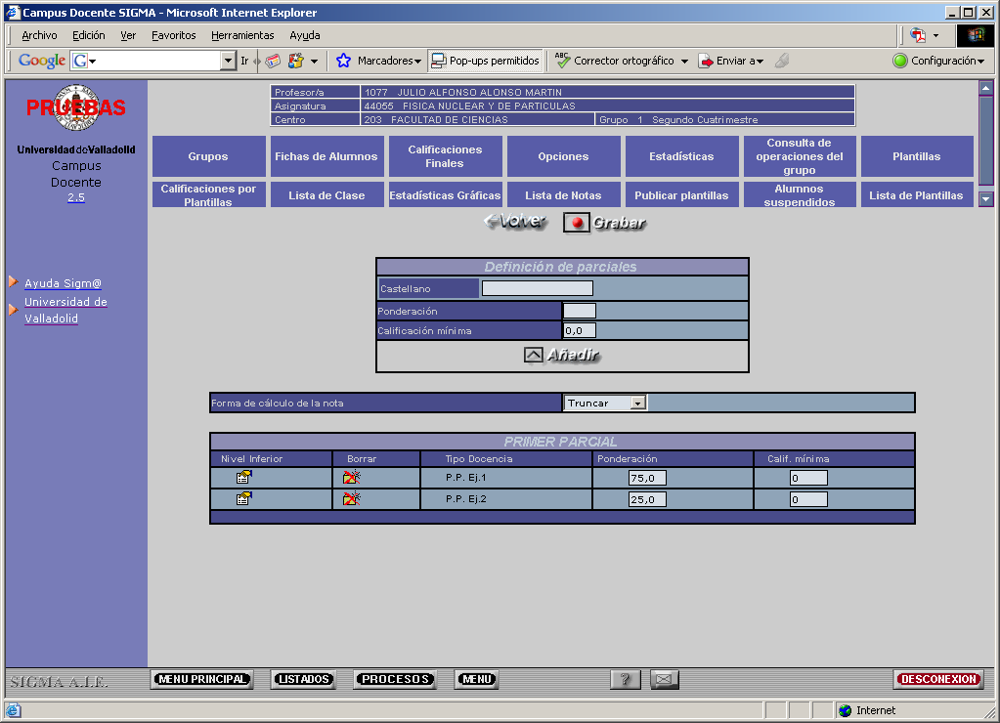 Campus Docente SIGMA - Microsoft Internet Explorer
Archivo Edición Ver Favoritos Herramientas Ayuda
Google G Ir Marcadores Pop-ups permitidos ABC Corrector ortográfico Enviar a Configuración
PRUEBAS
Universidad de Valladolid
Campus
Docente
2.5
Ayuda Sigm@
Universidad de
Valladolid
Profesor/a 1077 JULIO ALFONSO ALONSO MARTIN
Asignatura 44055 FISICA NUCLEAR Y DE PARTICULAS
Centro 203 FACULTAD DE CIENCIAS Grupo 1 Segundo Cuatrimestre
Grupos
Fichas de Alumnos
Calificaciones
Finales
Opciones
Estadísticas
Consulta de
operaciones del
grupo
Plantillas
Calificaciones por
Plantillas
Lista de Clase
Estadísticas Gráficas
Lista de Notas
Publicar plantillas
Alumnos
suspendidos
Lista de Plantillas
Volver Grabar
Definición de parciales
Castellano
Ponderación
Calificación mínima 0,0
Añadir
Forma de cálculo de la nota Truncar
PRIMER PARCIAL
Nivel Inferior Borrar Tipo Docencia Ponderación Calif. mínima
P.P. Ej.1 75,0 0
P.P. Ej.2 25,0 0
SIGMA A.I.E. MENU PRINCIPAL LISTADOS PROCESOS MENU ? DESCONEXION
Internet